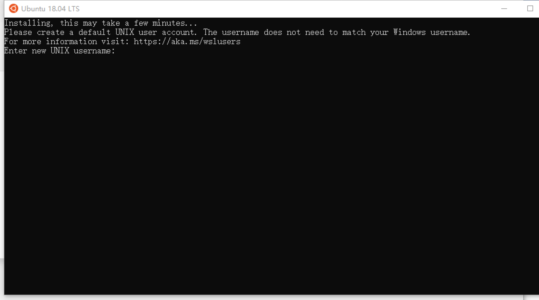 Ubuntu 18.04 LTS
Installing, this may take a few minutes...
Please create a default UNIX user account. The username does not need to match your Windows username.
For more information visit: https://aka.ms/wslusers
Enter new UNIX username: